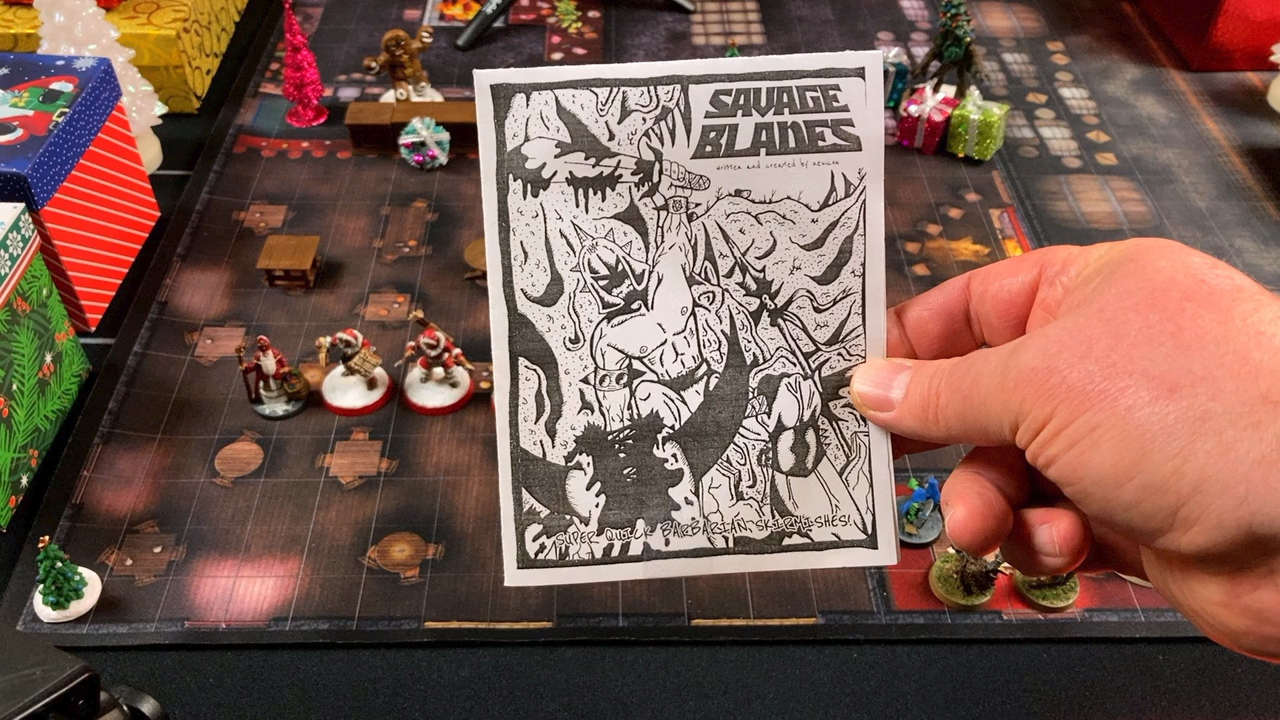 SAVAGE
BLADES
written and created by
SUPER QUICK BARBARIAN SKIRMISHES!